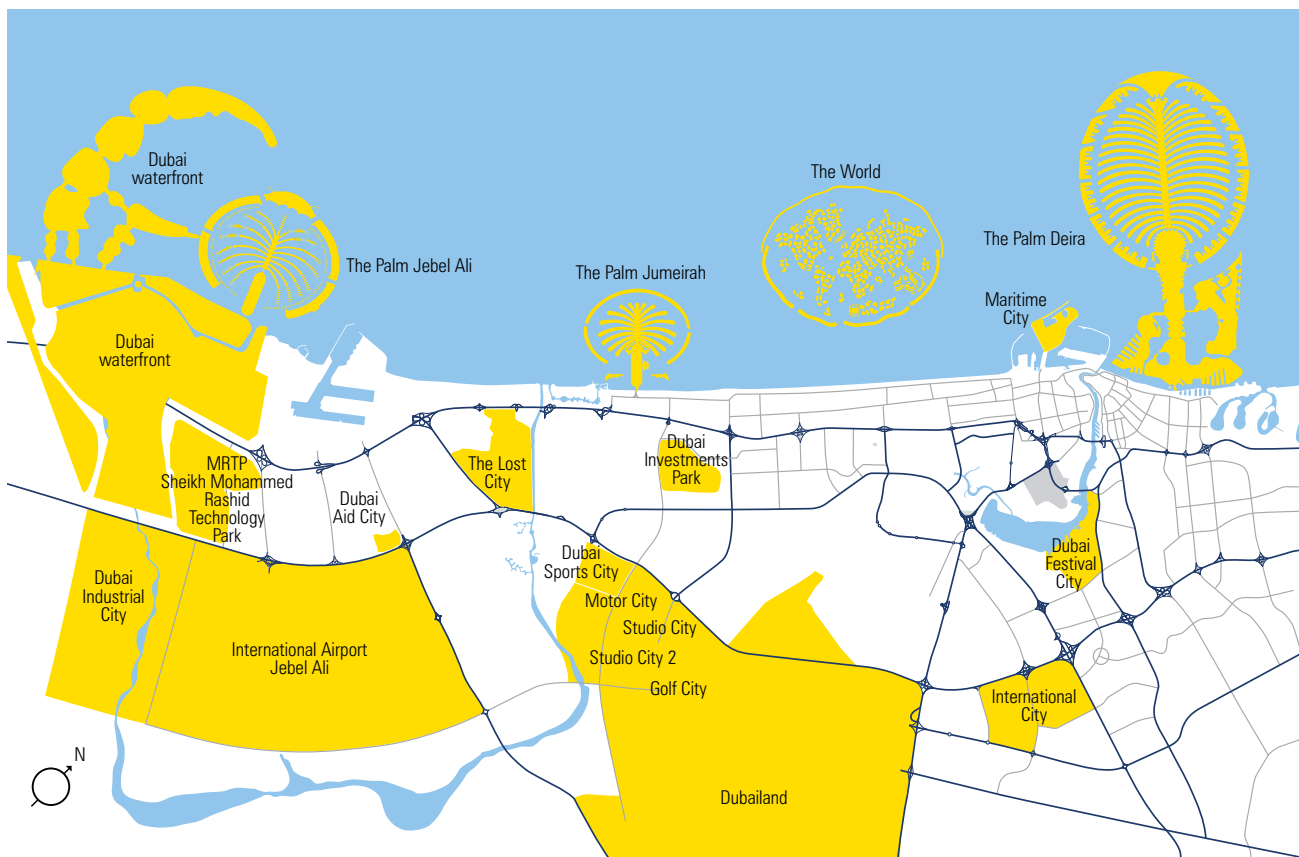 Dubai
waterfront
The World
The Palm Deira
The Palm Jebel Ali
The Palm Jumeirah
Maritime
City
Dubai
waterfront
MRTP
Sheikh Mohammed
Rashid
Technology
Park
Dubai
Aid City
The Lost
City
Dubai
Investments
Park
Dubai
Sports City
Dubai
Festival
City
Dubai
Industrial
City
Motor City
Studio City
International Airport
Jebel Ali
Studio City 2
Golf City
International
City
N
Dubailand